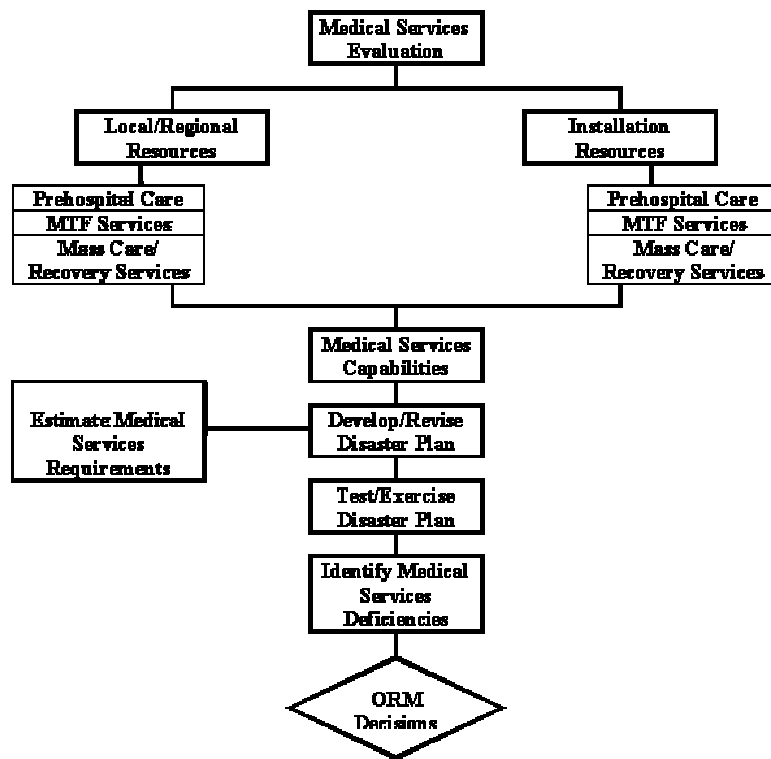 Medical Services
Evaluation
Local/Regional
Resources
Installation
Resources
Prehospital Care
MTF Services
Mass Care/
Recovery Services
Prehospital Care
MTF Services
Mass Care/
Recovery Services
Medical Services
Capabilities
Estimate Medical
Services
Requirements
Develop/Revise
Disaster Plan
Test/Exercise
Disaster Plan
Identify Medical
Services
Deficiencies
ORM
Decisions